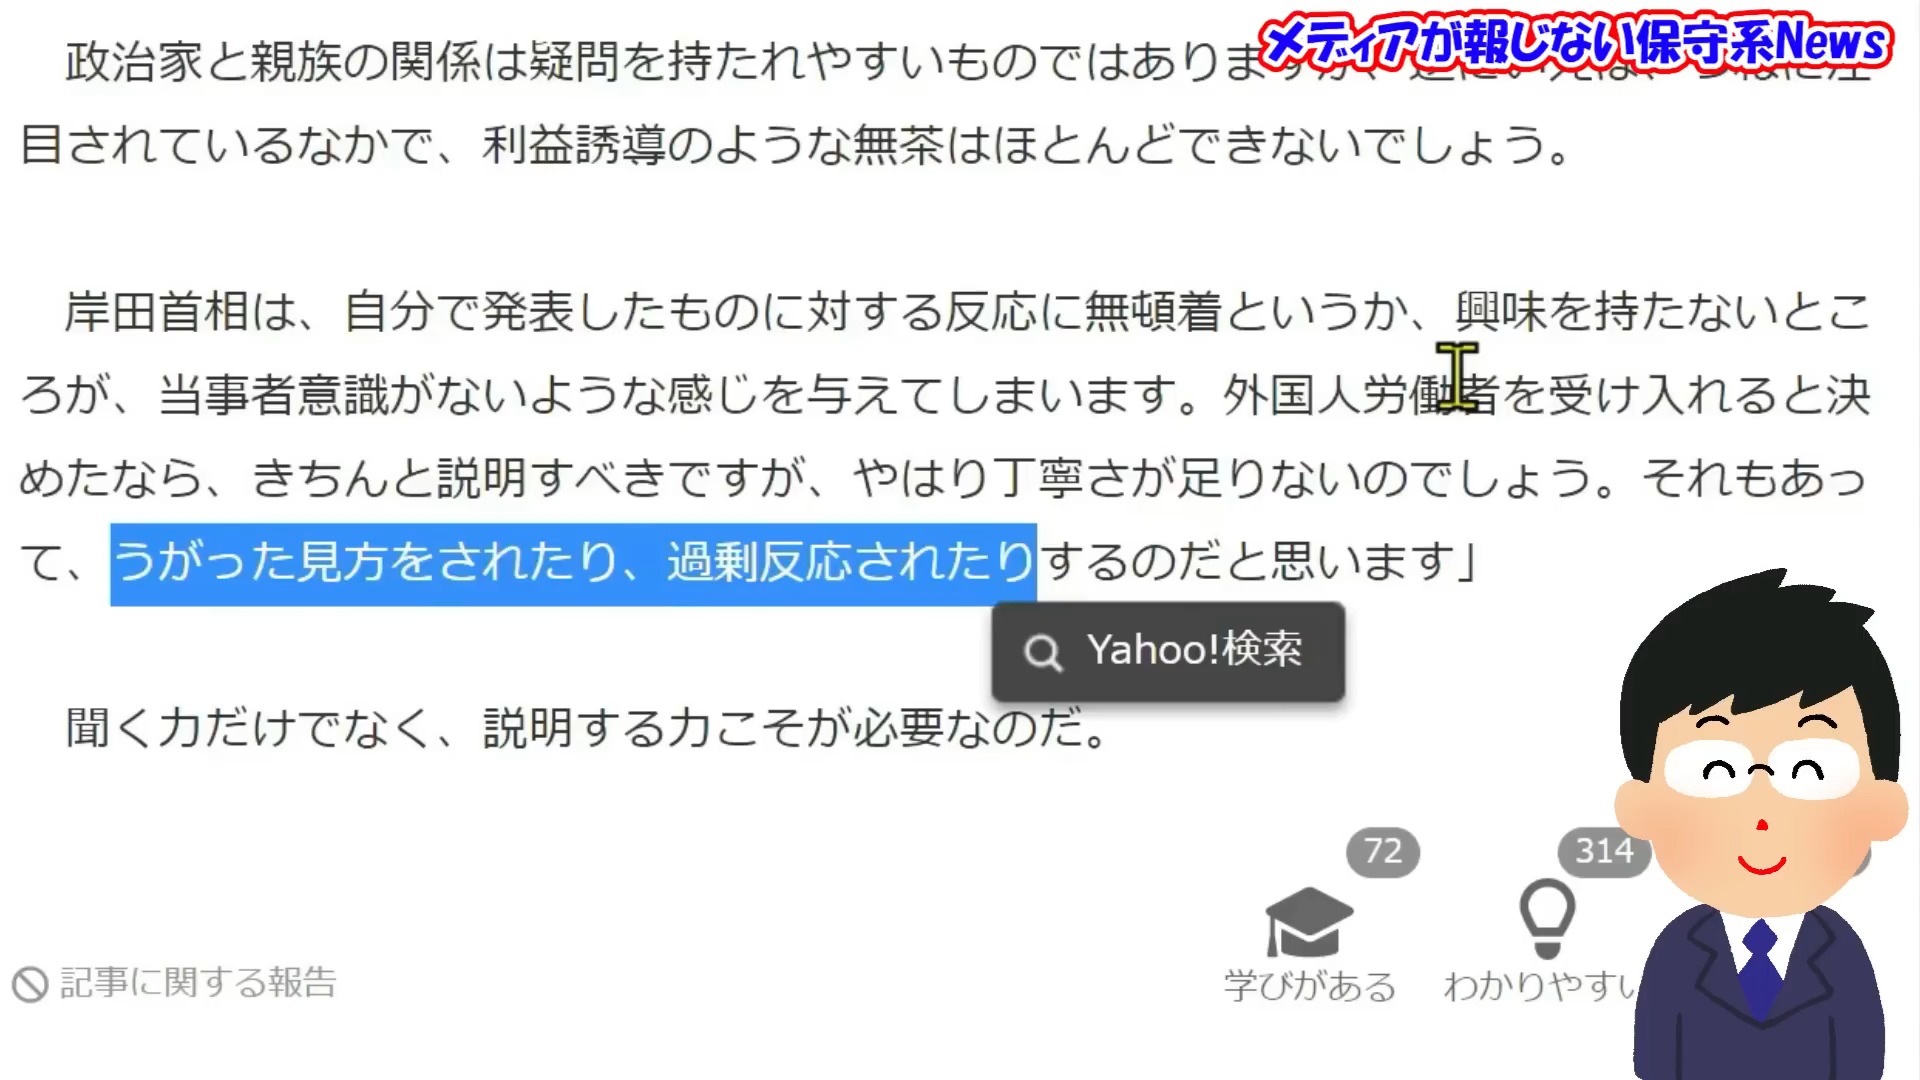 メディアが報じない保守系News
政治家と親族の関係は疑問を持たれやすいものではありま
目されているなかで、利益誘導のような無茶はほとんどできないでしょう。
岸田首相は、自分で発表したものに対する反応に無頓着というか、興味を持たないとこ
ろが、当事者意識がないような感じを与えてしまいます。外国人労働者を受け入れると決
めたなら、きちんと説明すべきですが、やはり丁寧さが足りないのでしょう。それもあっ
て、うがった見方をされたり、過剰反応されたりするのだと思います」
Yahoo!検索
聞く力だけでなく、説明する力こそが必要なのだ。
72
314
学びがある
わかりやすい
記事に関する報告